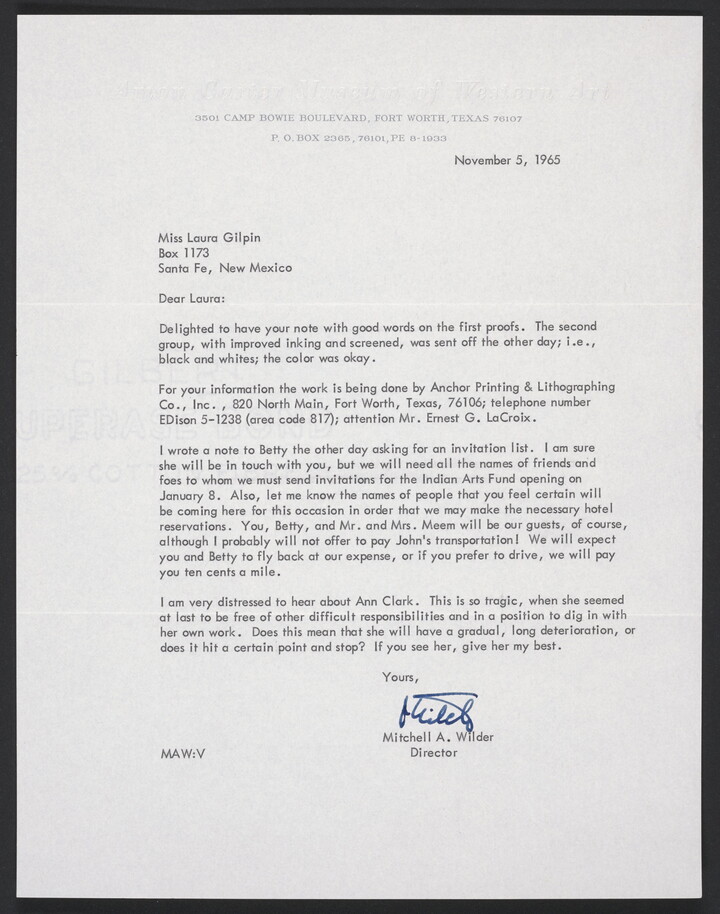 Amon Carter Museum of Western Art
3501 CAMP BOWIE BOULEVARD, FORT WORTH, TEXAS 76107
P. O. BOX 2365, 76101, PE 8-1933
November 5, 1965
Miss Laura Gilpin
Box 1173
Santa Fe, New Mexico
Dear Laura:
Delighted to have your note with good words on the first proofs. The second
group, with improved inking and screened, was sent off the other day; i.e.,
black and whites; the color was okay.
For your information the work is being done by Anchor Printing & Lithographing
Co., Inc. , 820 North Main, Fort Worth, Texas, 76106; telephone number
EDison 5-1238 (area code 817); attention Mr. Ernest G. LaCroix.
I wrote a note to Betty the other day asking for an invitation list. I am sure
she will be in touch with you, but we will need all the names of friends and
foes to whom we must send invitations for the Indian Arts Fund opening on
January 8. Also, let me know the names of people that you feel certain will
be coming here for this occasion in order that we may make the necessary hotel
reservations. You, Betty, and Mr. and Mrs. Meem will be our guests, of course,
although I probably will not offer to pay John's transportation! We will expect
you and Betty to fly back at our expense, or if you prefer to drive, we will pay
you ten cents a mile.
I am very distressed to hear about Ann Clark. This is so tragic, when she seemed
at last to be free of other difficult responsibilities and in a position to dig in with
her own work. Does this mean that she will have a gradual, long deterioration, or
does it hit a certain point and stop? If you see her, give her my best.
Yours,
Mitch
Mitchell A. Wilder
Director
MAW:V
GILBERT
SUPERASE BOND
25% COTTON